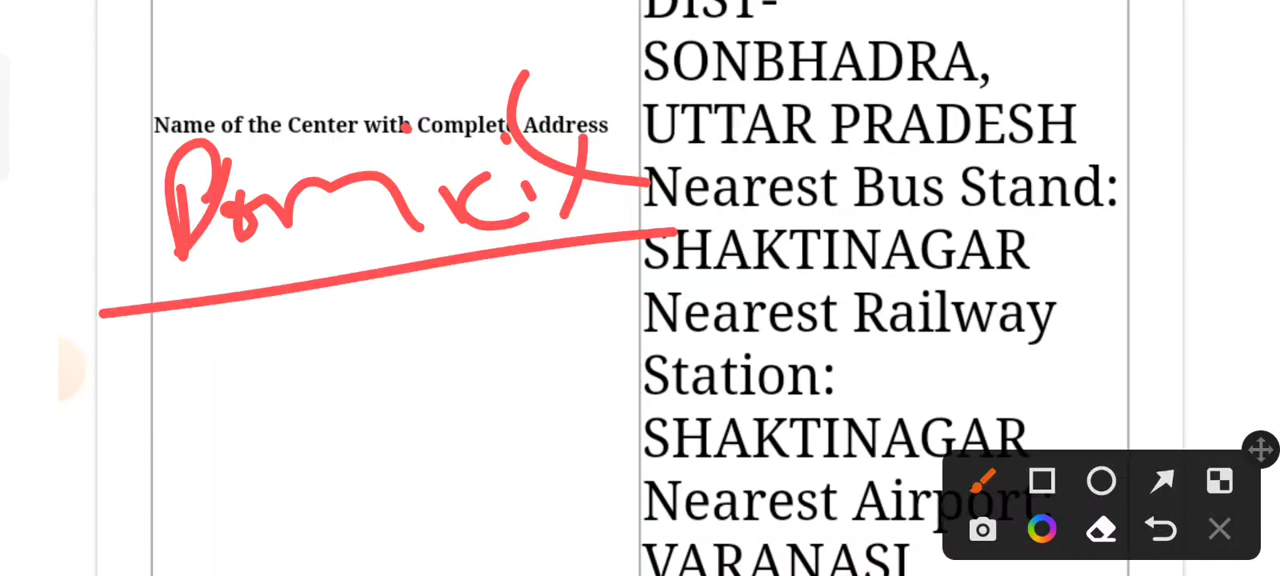 DIST-
SONBHADRA,
Name of the Center with Complete Address
UTTAR PRADESH
Nearest Bus Stand:
SHAKTINAGAR
Nearest Railway
Station:
SHAKTINAGAR
Nearest Airport:
VARANASI